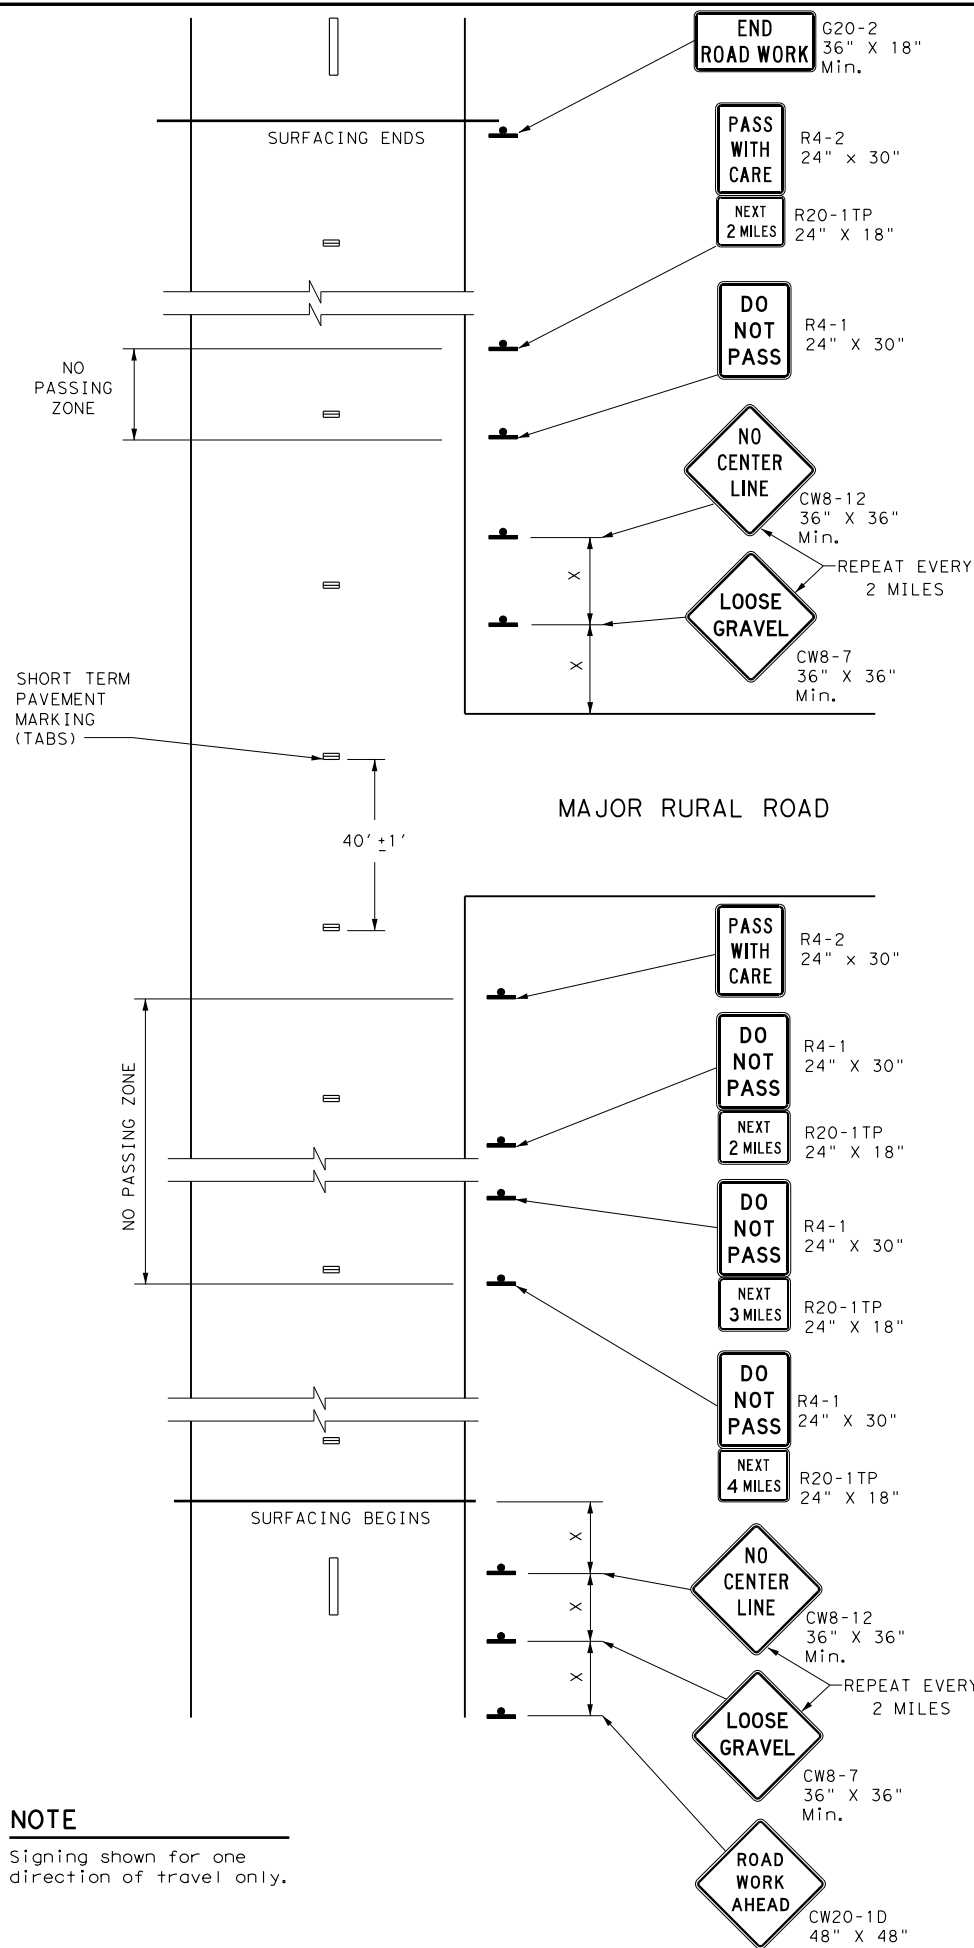 END
ROAD WORK
G20-2
36" X 18"
Min.
SURFACING ENDS
PASS
WITH
CARE
R4-2
24" x 30"
NEXT
2 MILES
R20-1TP
24" X 18"
DO
NOT
PASS
R4-1
24" X 30"
NO
PASSING
ZONE
NO
CENTER
LINE
CW8-12
36" X 36"
Min.
REPEAT EVERY
2 MILES
X
LOOSE
GRAVEL
CW8-7
36" X 36"
Min.
X
SHORT TERM
PAVEMENT
MARKING
(TABS)
MAJOR RURAL ROAD
40' ±1'
PASS
WITH
CARE
R4-2
24" x 30"
DO
NOT
PASS
R4-1
24" X 30"
NEXT
2 MILES
R20-1TP
24" X 18"
NO PASSING ZONE
DO
NOT
PASS
R4-1
24" X 30"
NEXT
3 MILES
R20-1TP
24" X 18"
DO
NOT
PASS
R4-1
24" X 30"
NEXT
4 MILES
R20-1TP
24" X 18"
SURFACING BEGINS
X
NO
CENTER
LINE
CW8-12
36" X 36"
Min.
X
REPEAT EVERY
2 MILES
X
LOOSE
GRAVEL
CW8-7
36" X 36"
Min.
NOTE
Signing shown for one
direction of travel only.
ROAD
WORK
AHEAD
CW20-1D
48" X 48"